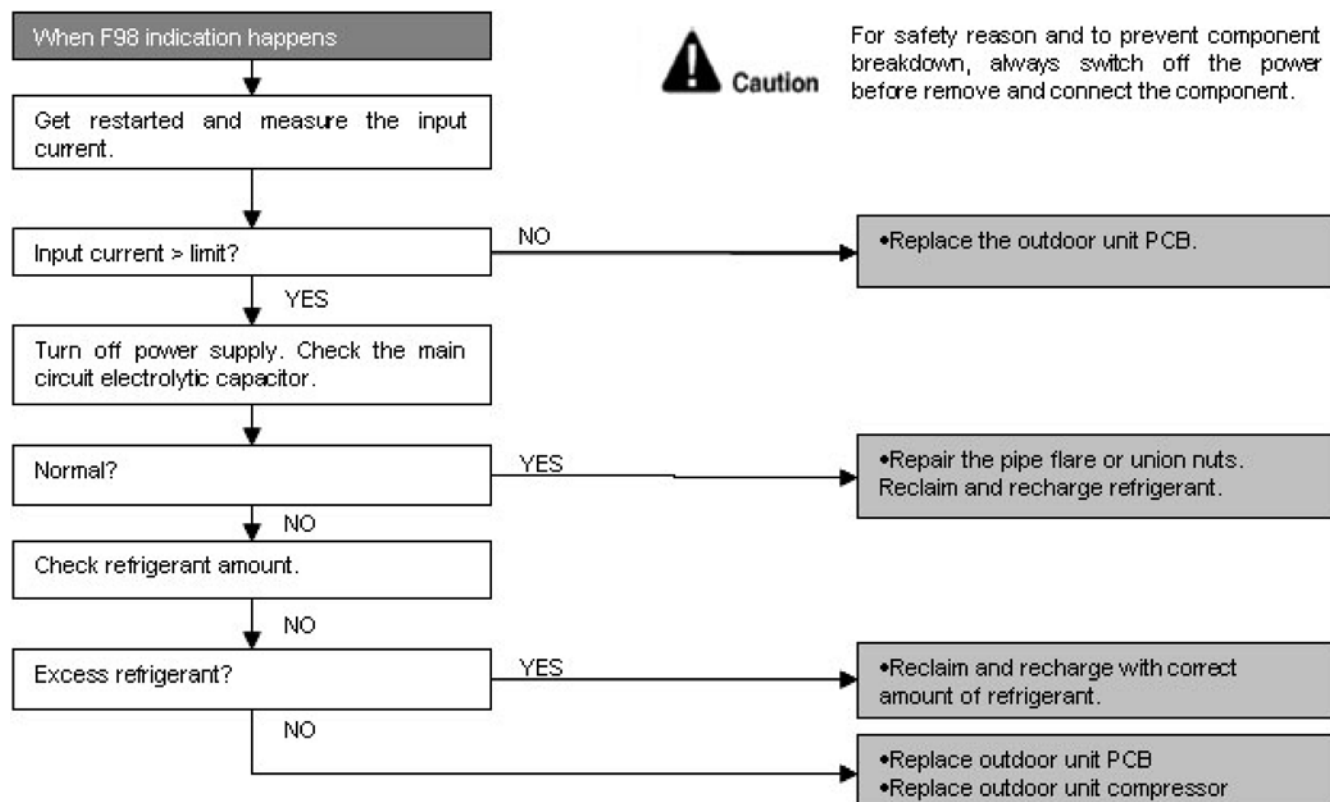 When F98 indication happens
Caution
For safety reason and to prevent component
breakdown, always switch off the power
before remove and connect the component.
Get restarted and measure the input
current.
Input current > limit?
NO
•Replace the outdoor unit PCB.
YES
Turn off power supply. Check the main
circuit electrolytic capacitor.
Normal?
YES
•Repair the pipe flare or union nuts.
Reclaim and recharge refrigerant.
NO
Check refrigerant amount.
NO
Excess refrigerant?
YES
•Reclaim and recharge with correct
amount of refrigerant.
NO
•Replace outdoor unit PCB
•Replace outdoor unit compressor